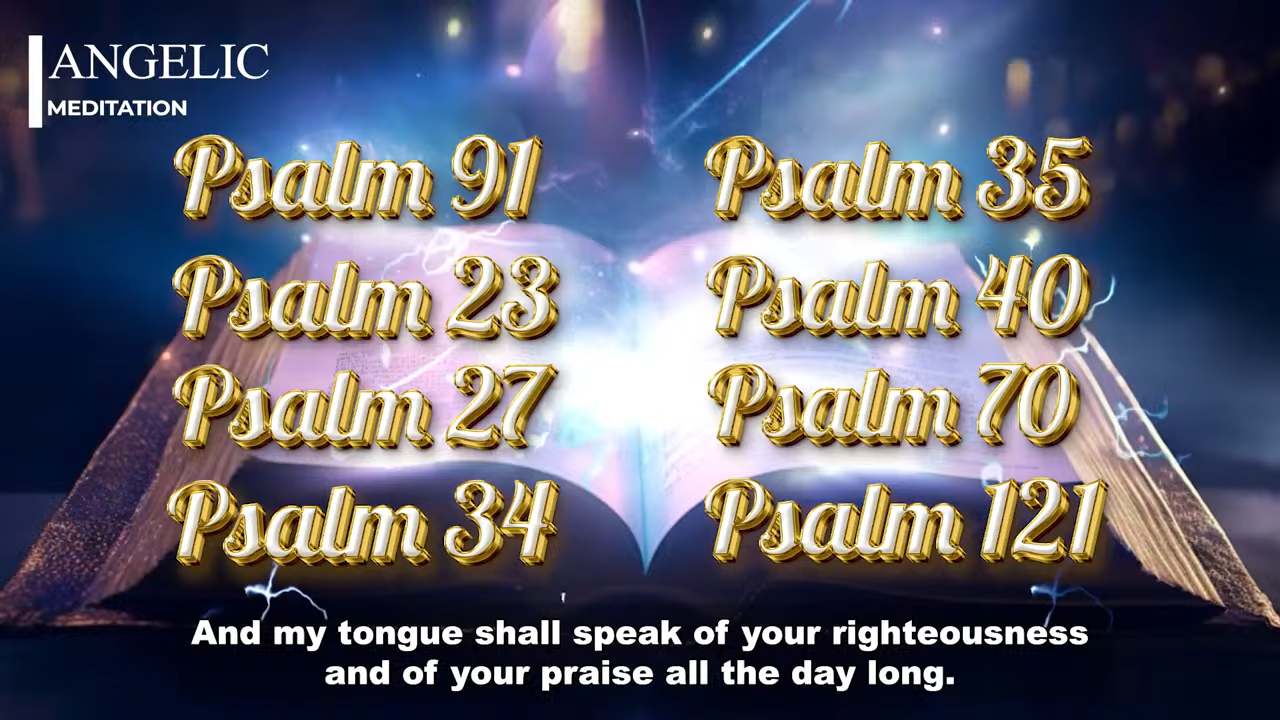 ANGELIC
MEDITATION
Psalm 91
Psalm 23
Psalm 27
Psalm 34
Psalm 35
Psalm 40
Psalm 70
Psalm 121
And my tongue shall speak of your righteousness
and of your praise all the day long.